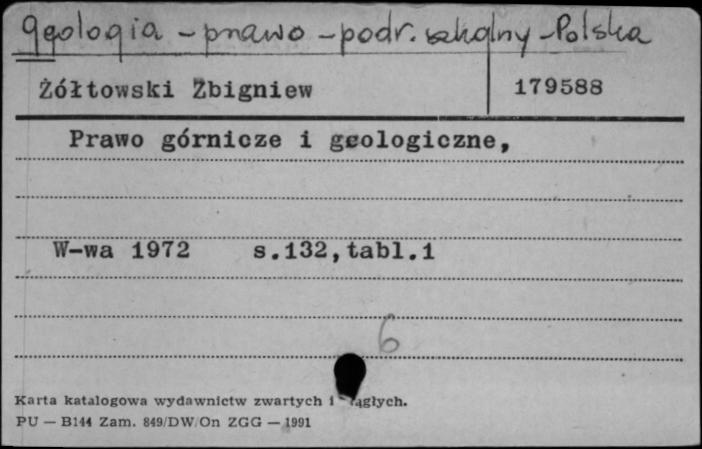 geologia - prawo - podr. szkolny - Polska
Żółtowski Zbigniew 179588
Prawo górnicze i geologiczne,
W-wa 1972 s.132,tabl.1
6
Karta katalogowa wydawnictw zwartych i ciągłych.
PU — B144 Zam. 849/DW/On ZGG — 1991